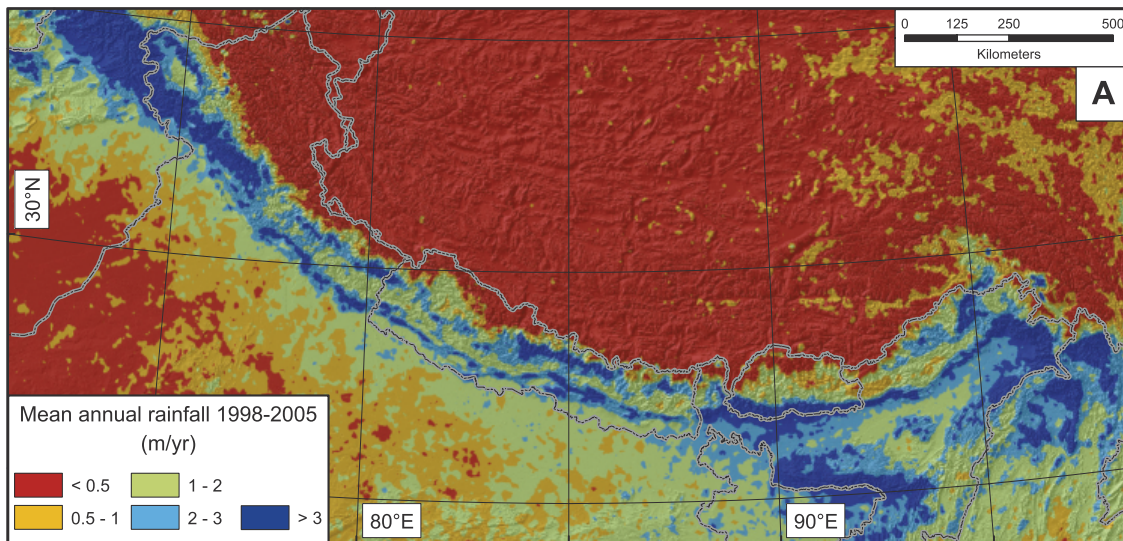 0 125 250 500
Kilometers
A
30°N
Mean annual rainfall 1998-2005
(m/yr)
< 0.5 1 - 2
0.5 - 1 2 - 3 > 3
80°E
90°E